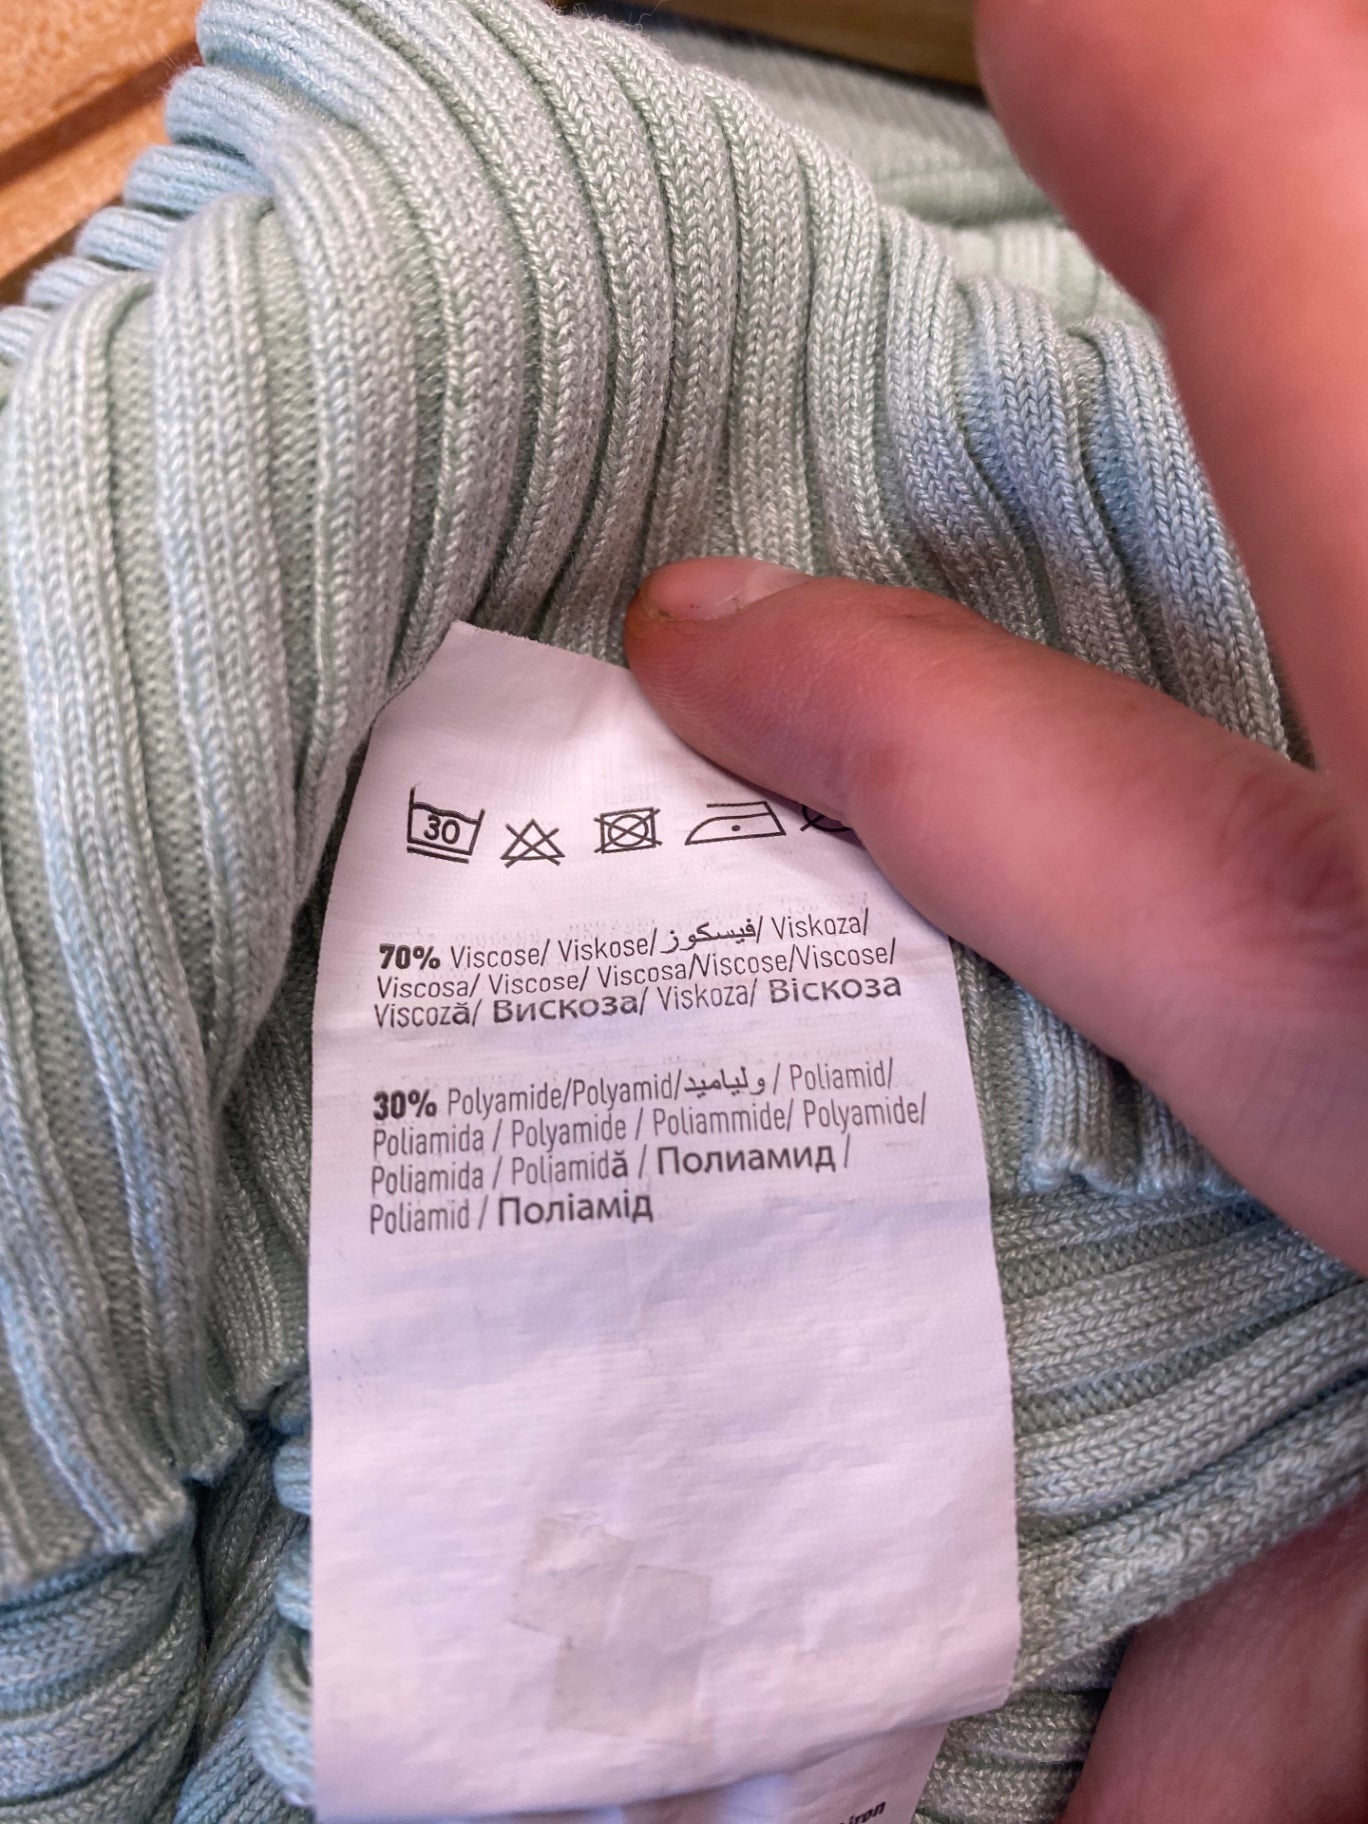 30
70% Viscose/ Viskose/ فيسكوز/ Viskoza/
Viscosa/ Viscose/ Viscosa/Viscose/Viscose/
Viscoză/ Вискоза/ Viskoza/ Віскоза
30% Polyamide/Polyamid/ولياميد / Poliamid/
Poliamida / Polyamide / Poliammide/ Polyamide/
Poliamida / Poliamidă / Полиамид /
Poliamid / Поліамід